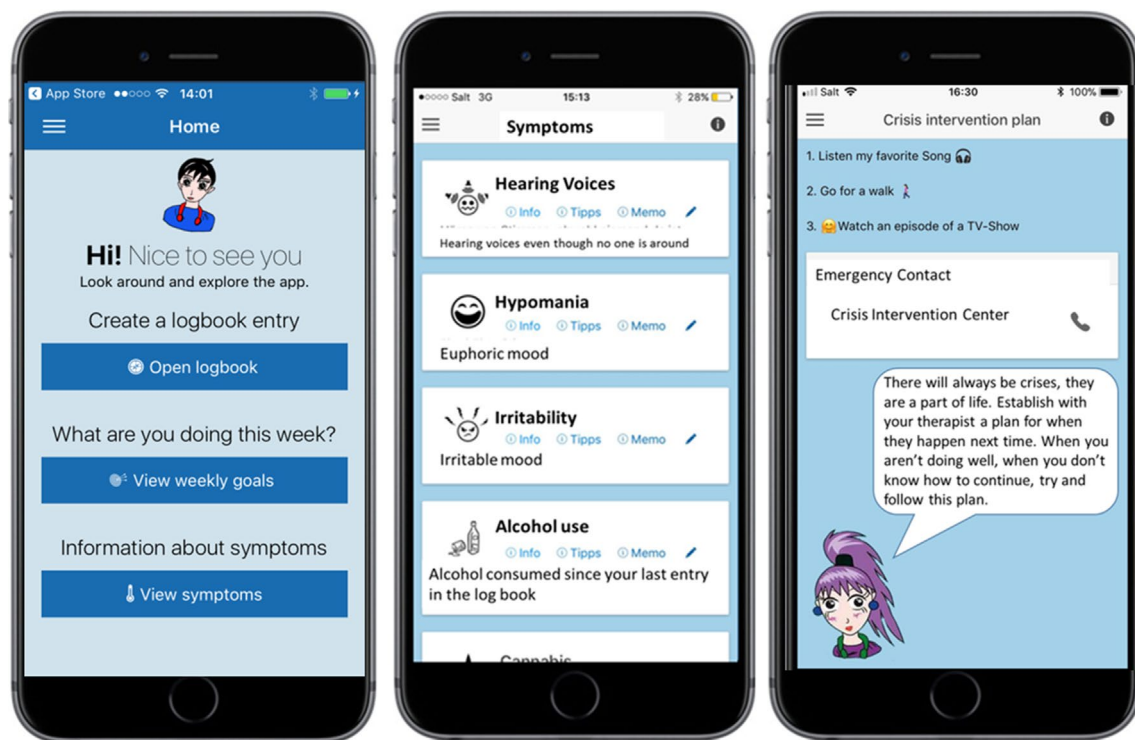 App Store 14:01
Home
Hi! Nice to see you
Look around and explore the app.
Create a logbook entry
Open logbook
What are you doing this week?
View weekly goals
Information about symptoms
View symptoms
Salt 3G 15:13 28%
Symptoms
Hearing Voices
Info Tipps Memo
Hearing voices even though no one is around
Hypomania
Info Tipps Memo
Euphoric mood
Irritability
Info Tipps Memo
Irritable mood
Alcohol use
Info Tipps Memo
Alcohol consumed since your last entry
in the log book
Cannabis
Salt 16:30 100%
Crisis intervention plan
1. Listen my favorite Song
2. Go for a walk
3. Watch an episode of a TV-Show
Emergency Contact
Crisis Intervention Center
There will always be crises, they
are a part of life. Establish with
your therapist a plan for when
they happen next time. When you
aren't doing well, when you don't
know how to continue, try and
follow this plan.